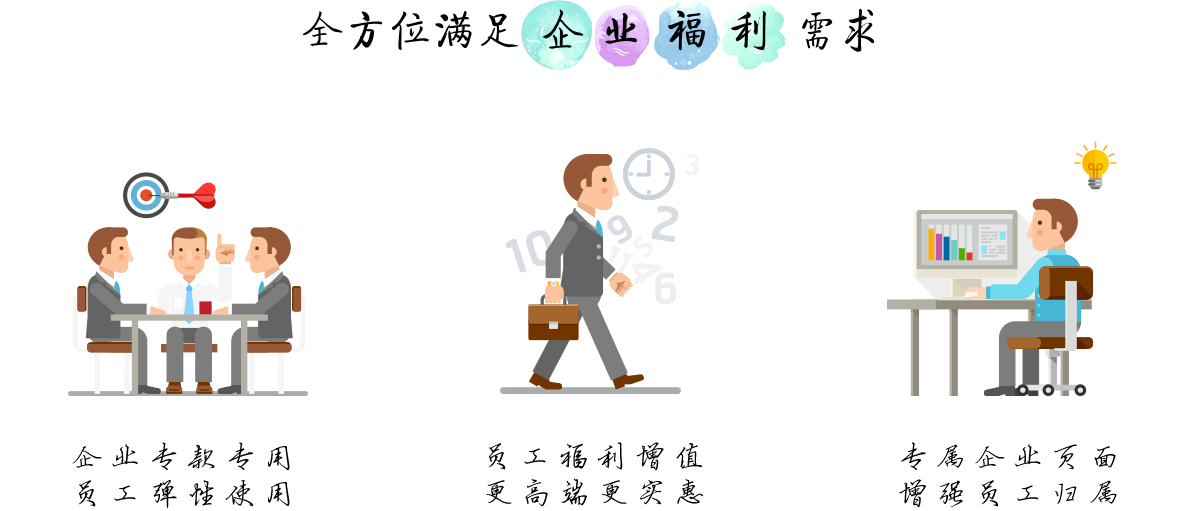 全方位满足企业福利需求
3
10 9 2
15
14 6
企业专款专用
员工弹性使用
员工福利增值
更高端更实惠
专属企业页面
增强员工归属